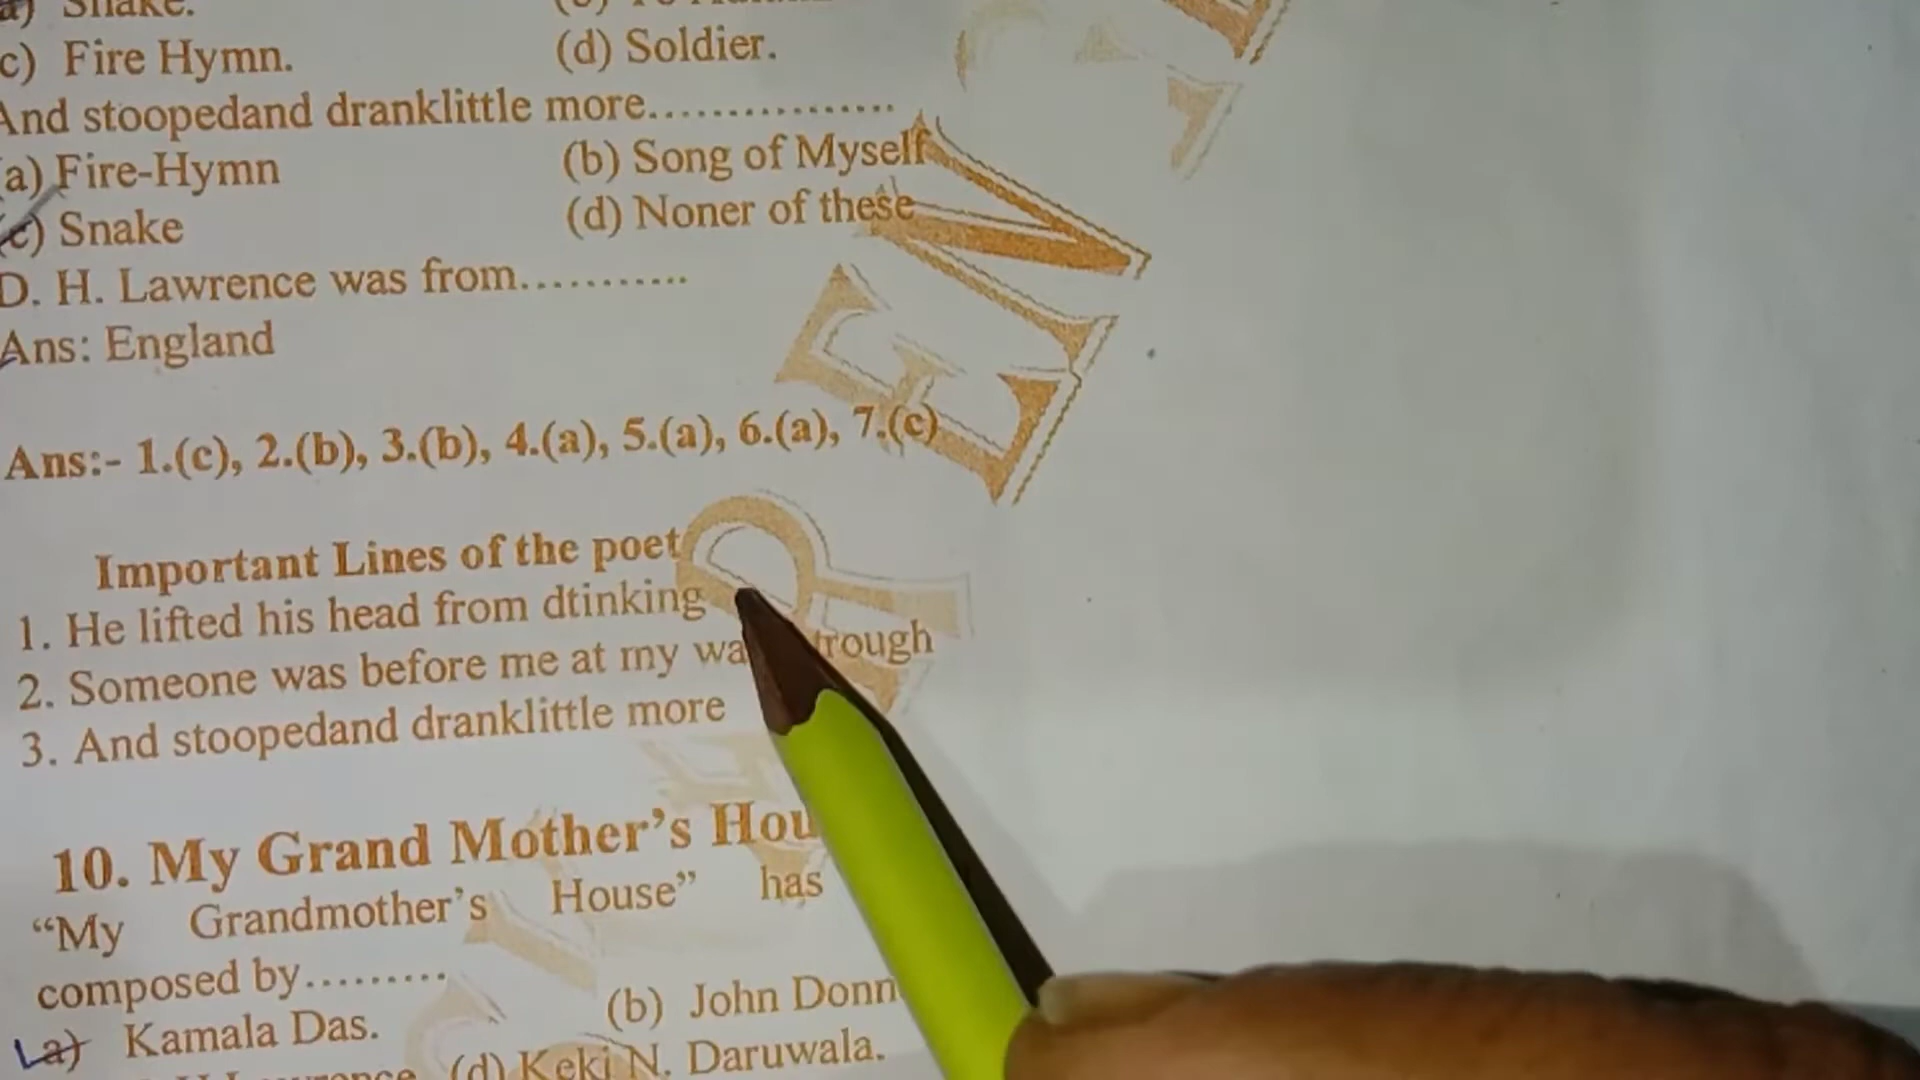 a) Snake.
c) Fire Hymn. (d) Soldier.
And stoopedand dranklittle more.................
(a) Fire-Hymn (b) Song of Myself
(c) Snake (d) Noner of these
D. H. Lawrence was from............
Ans: England
Ans:- 1.(c), 2.(b), 3.(b), 4.(a), 5.(a), 6.(a), 7.(c)
Important Lines of the poet
1. He lifted his head from dtinking
2. Someone was before me at my wa trough
3. And stoopedand dranklittle more
10. My Grand Mother’s Hou
“My Grandmother’s House” has
composed by.........
a) Kamala Das. (b) John Donn
(d) Keki N. Daruwala.